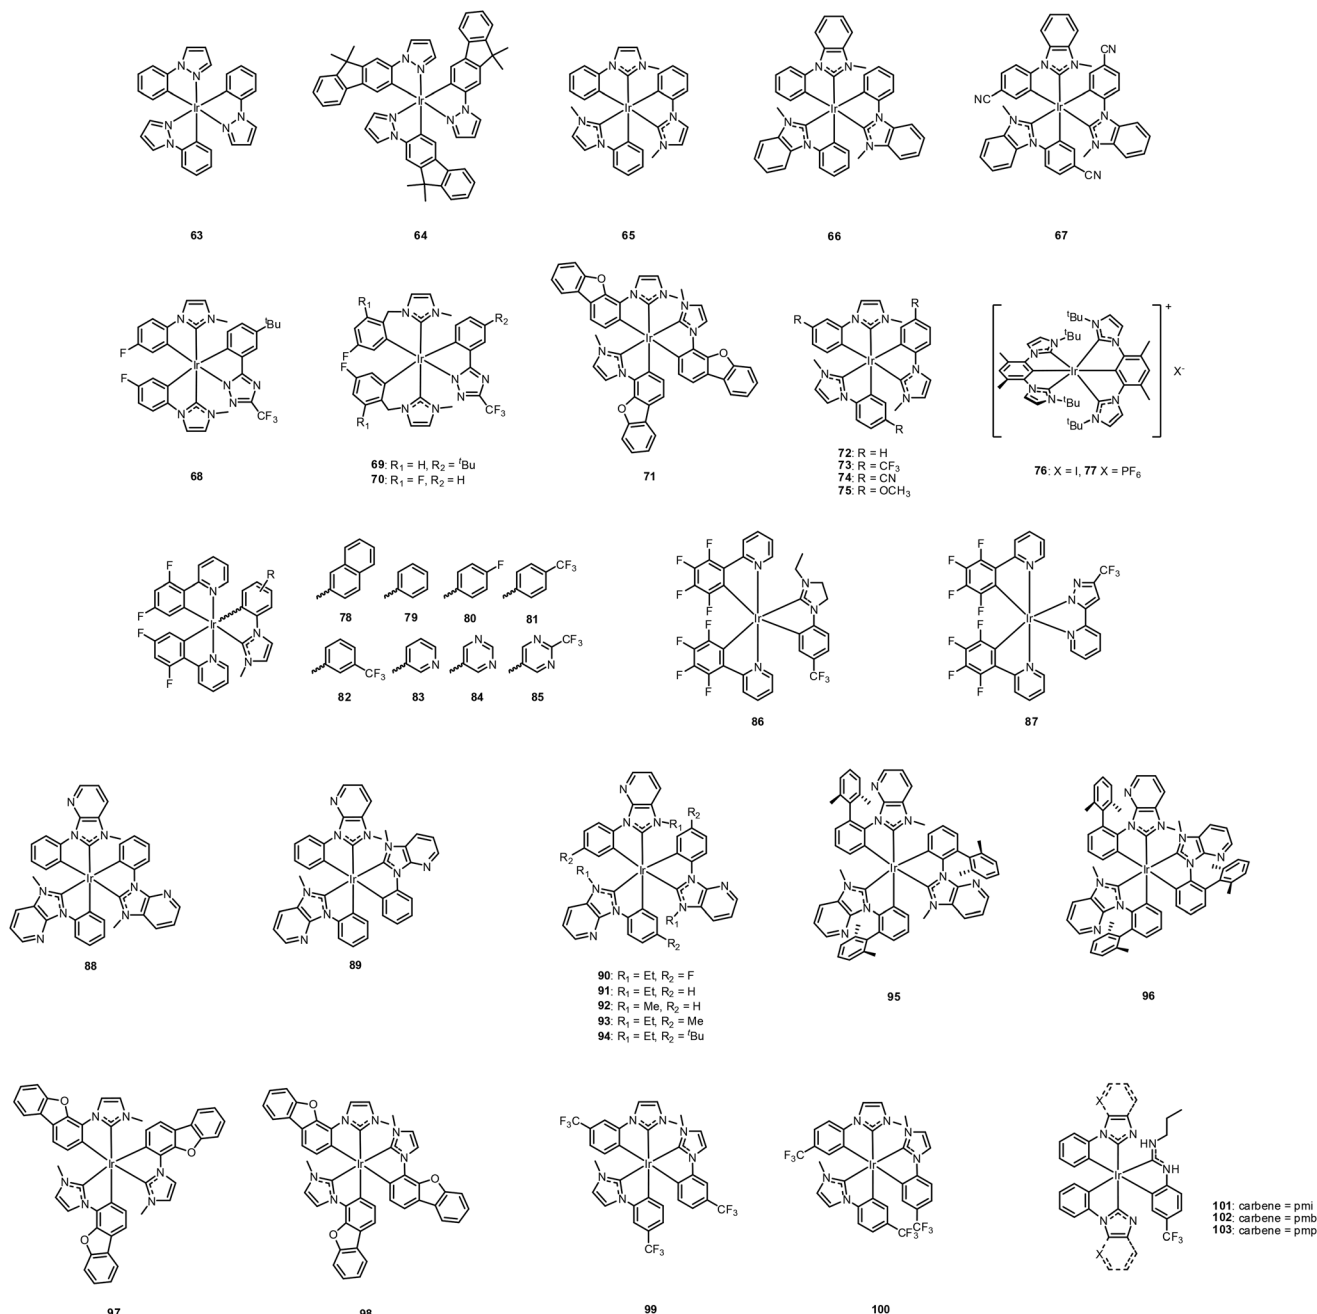 63
64
65
66
67
68
69: R1 = H, R2 = tBu
70: R1 = F, R2 = H
71
72: R = H
73: R = CF3
74: R = CN
75: R = OCH3
76: X = I, 77 X = PF6
78
79
80
81
82
83
84
85
86
87
88
89
90: R1 = Et, R2 = F
91: R1 = Et, R2 = H
92: R1 = Me, R2 = H
93: R1 = Et, R2 = Me
94: R1 = Et, R2 = tBu
95
96
97
98
99
100
101: carbene = pmi
102: carbene = pmb
103: carbene = pmp